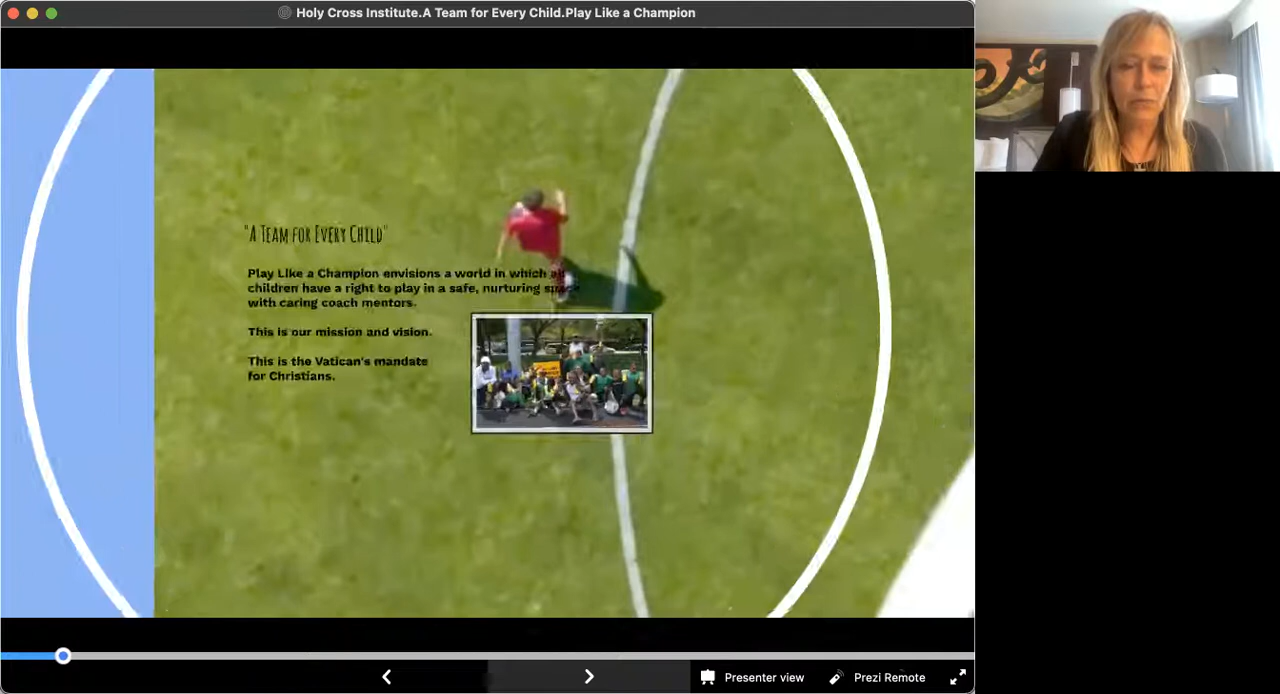 Holy Cross Institute.A Team for Every Child.Play Like a Champion
"A Team for Every Child"
Play Like a Champion envisions a world in which all
children have a right to play in a safe, nurturing space
with caring coach mentors.
This is our mission and vision.
This is the Vatican's mandate
for Christians.
Presenter view
Prezi Remote